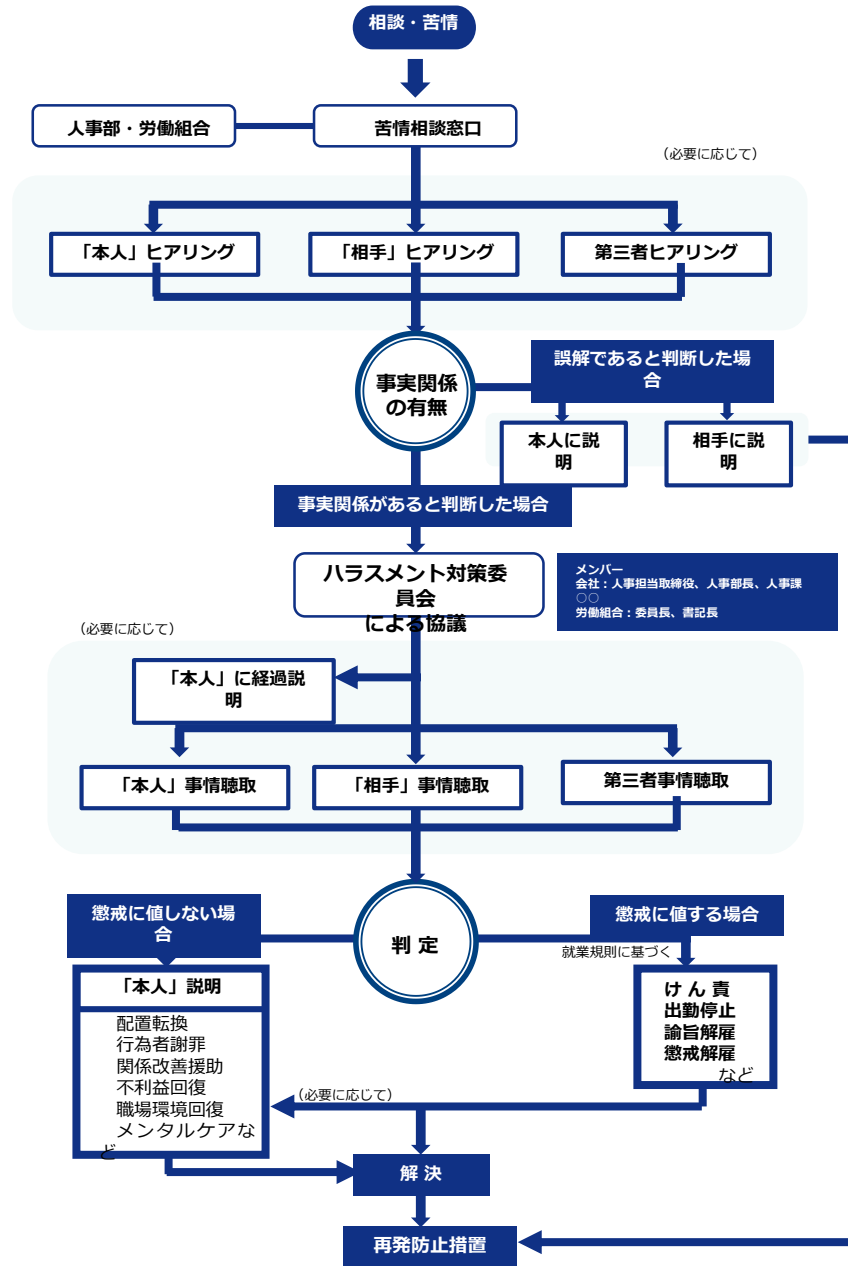 相談・苦情
人事部・労働組合
苦情相談窓口
（必要に応じて）
「本人」ヒアリング
「相手」ヒアリング
第三者ヒアリング
事実関係
の有無
誤解であると判断した場
合
本人に説
明
相手に説
明
事実関係があると判断した場合
ハラスメント対策委
員会
による協議
メンバー
会社：人事担当取締役、人事部長、人事課
○○
労働組合：委員長、書記長
（必要に応じて）
「本人」に経過説
明
「本人」事情聴取
「相手」事情聴取
第三者事情聴取
判 定
懲戒に値しない場
合
懲戒に値する場合
就業規則に基づく
「本人」説明
配置転換
行為者謝罪
関係改善援助
不利益回復
職場環境回復
メンタルケアな
ど
け ん 責
出勤停止
諭旨解雇
懲戒解雇
など
（必要に応じて）
解 決
再発防止措置